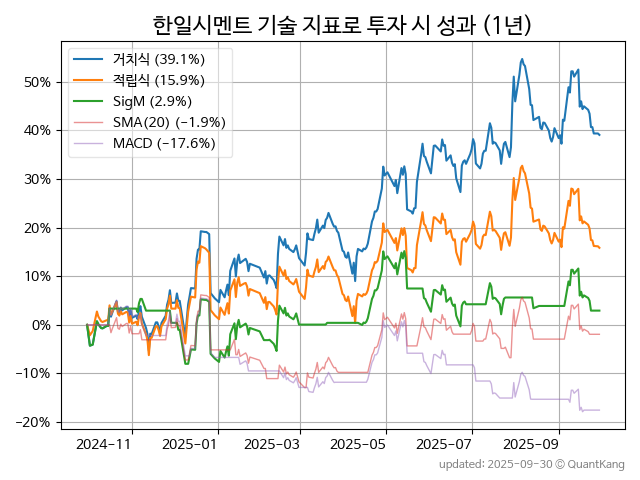 한일시멘트 기술 지표로 투자 시 성과 (1년)
거치식 (39.1%)
적립식 (15.9%)
SigM (2.9%)
SMA(20) (−1.9%)
MACD (−17.6%)
50%
40%
30%
20%
10%
0%
−10%
−20%
2024−11 2025−01 2025−03 2025−05 2025−07 2025−09
updated: 2025−09−30 © QuantKang